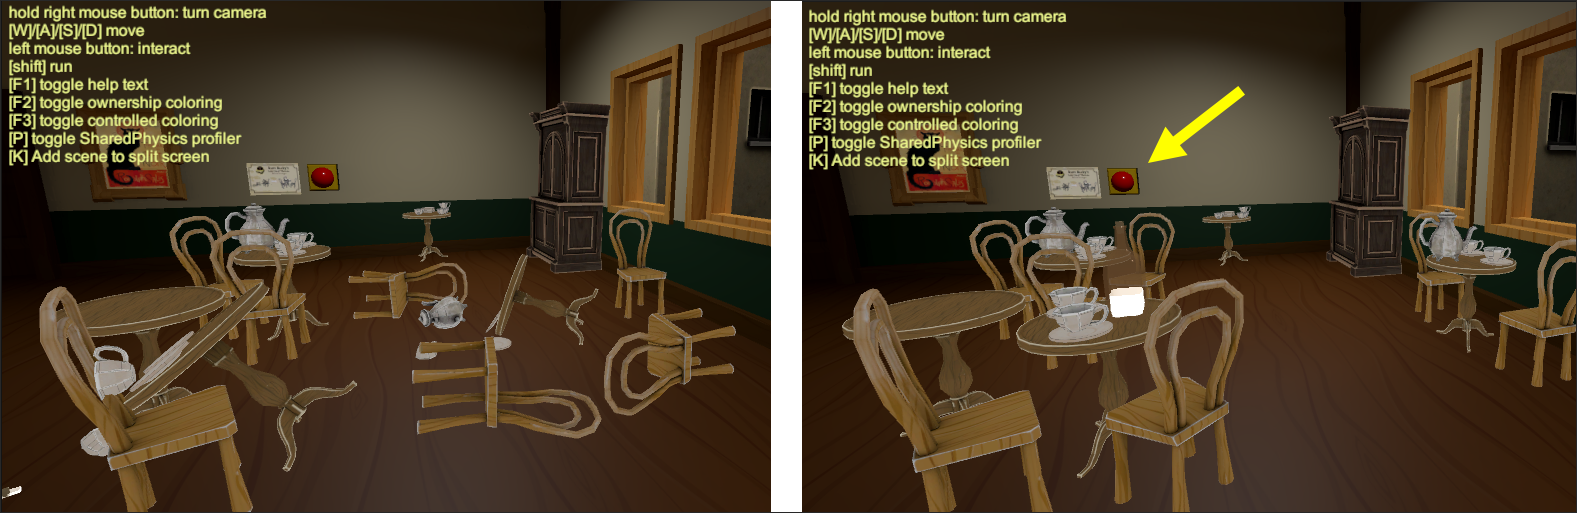 hold right mouse button: turn camera
[W]/[A]/[S]/[D] move
left mouse button: interact
[shift] run
[F1] toggle help text
[F2] toggle ownership coloring
[F3] toggle controlled coloring
[P] toggle SharedPhysics profiler
[K] Add scene to split screen
hold right mouse button: turn camera
[W]/[A]/[S]/[D] move
left mouse button: interact
[shift] run
[F1] toggle help text
[F2] toggle ownership coloring
[F3] toggle controlled coloring
[P] toggle SharedPhysics profiler
[K] Add scene to split screen